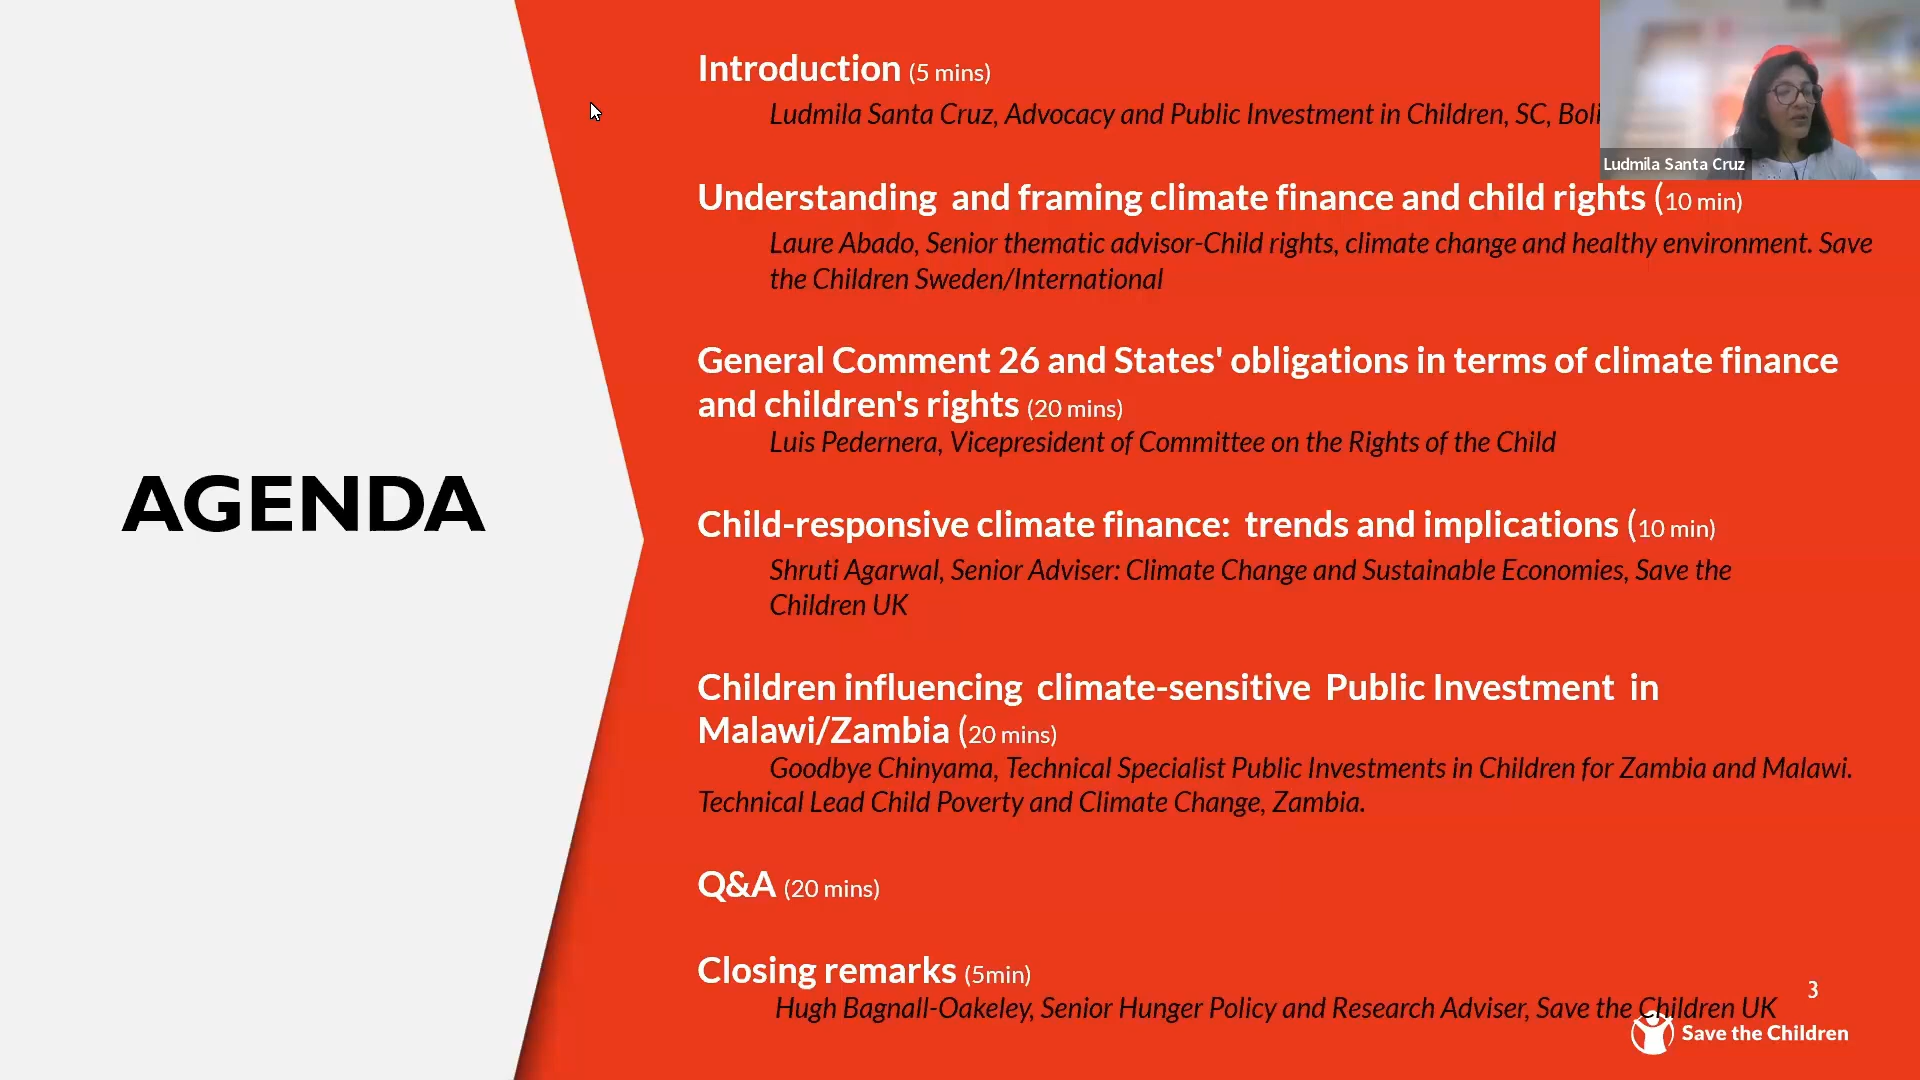 AGENDA
Introduction (5 mins)
Ludmila Santa Cruz, Advocacy and Public Investment in Children, SC,
Ludmila Santa Cruz
Understanding and framing climate finance and child rights (10 min)
Laure Abado, Senior thematic advisor-Child rights, climate change and healthy environment. Save
the Children Sweden/International
General Comment 26 and States' obligations in terms of climate finance
and children's rights (20 mins)
Luis Pedernera, Vicepresident of Committee on the Rights of the Child
Child-responsive climate finance: trends and implications (10 min)
Shruti Agarwal, Senior Adviser: Climate Change and Sustainable Economies, Save the
Children UK
Children influencing climate-sensitive Public Investment in
Malawi/Zambia (20 mins)
Goodbye Chinyama, Technical Specialist Public Investments in Children for Zambia and Malawi.
Technical Lead Child Poverty and Climate Change, Zambia.
Q&A (20 mins)
Closing remarks (5min)
Hugh Bagnall-Oakeley, Senior Hunger Policy and Research Adviser, Save the Children UK
3
Save the Children